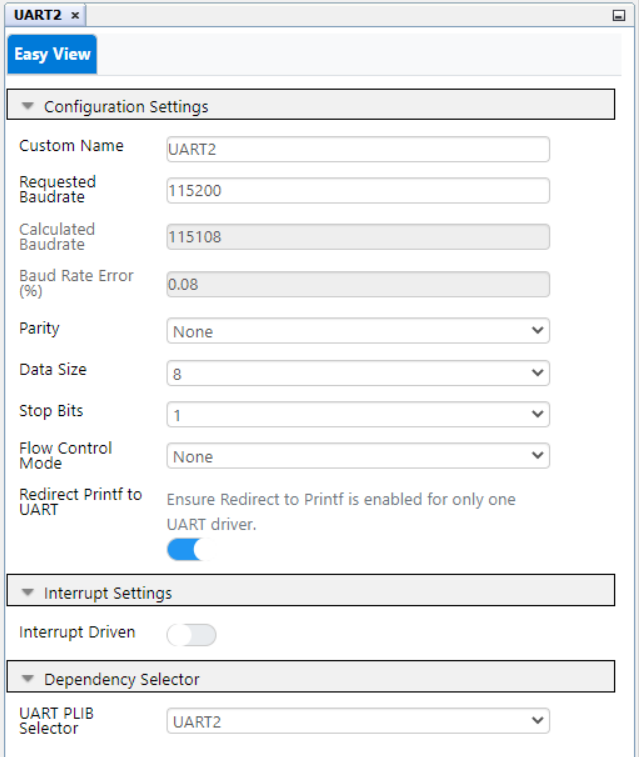 UART2 ×
Easy View
Configuration Settings
Custom Name
UART2
Requested
Baudrate
115200
Calculated
Baudrate
115108
Baud Rate Error
(%)
0.08
Parity
None
Data Size
8
Stop Bits
1
Flow Control
Mode
None
Redirect Printf to
UART
Ensure Redirect to Printf is enabled for only one
UART driver.
Interrupt Settings
Interrupt Driven
Dependency Selector
UART PLIB
Selector
UART2